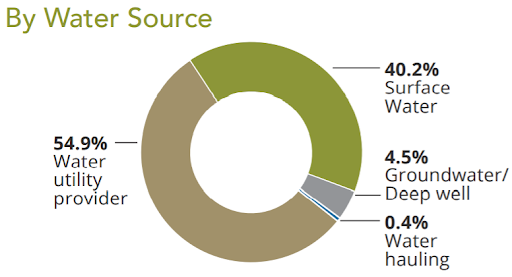 By Water Source
40.2%
Surface
Water
54.9%
Water
utility
provider
4.5%
Groundwater/
Deep well
0.4%
Water
hauling